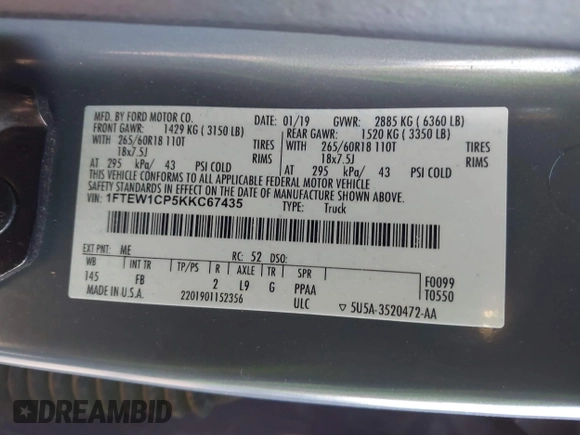 MFD. BY FORD MOTOR CO.
DATE: 01/19 GVWR: 2885 KG ( 6360 LB)
FRONT GAWR: 1429 KG ( 3150 LB) REAR GAWR: 1520 KG ( 3350 LB)
WITH 265/60R18 110T TIRES WITH 265/60R18 110T TIRES
18x7.5J RIMS 18x7.5J RIMS
AT 295 kPa/ 43 PSI COLD AT 295 kPa/ 43 PSI COLD
THIS VEHICLE CONFORMS TO ALL APPLICABLE FEDERAL MOTOR VEHICLE
SAFETY STANDARDS IN EFFECT ON THE DATE OF MANUFACTURE SHOWN ABOVE.
VIN: 1FTEW1CP5KKC67435 TYPE: Truck
EXT PNT: ME RC: 52 DSO:
WB INT TR TP/PS R AXLE TR SPR F0099
145 FB 2 L9 G PPAA T0550
MADE IN U.S.A. 2201901152356 ULC ▽ 5U5A-3520472-AA
DREAMBID